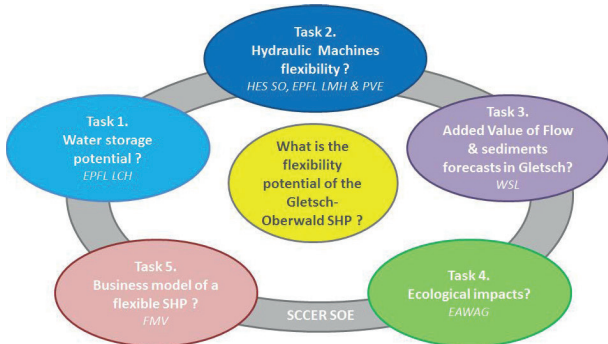 Task 2.
Hydraulic Machines
flexibility ?
HES SO, EPFL LMH & PVE
Task 1.
Water storage
potential ?
EPFL LCH
Task 3.
Added Value of Flow
& sediments
forecasts in Gletsch?
WSL
What is the
flexibility
potential of the
Gletsch-
Oberwald SHP ?
Task 5.
Business model of a
flexible SHP ?
FMV
Task 4.
Ecological impacts?
EAWAG
SCCER SOE